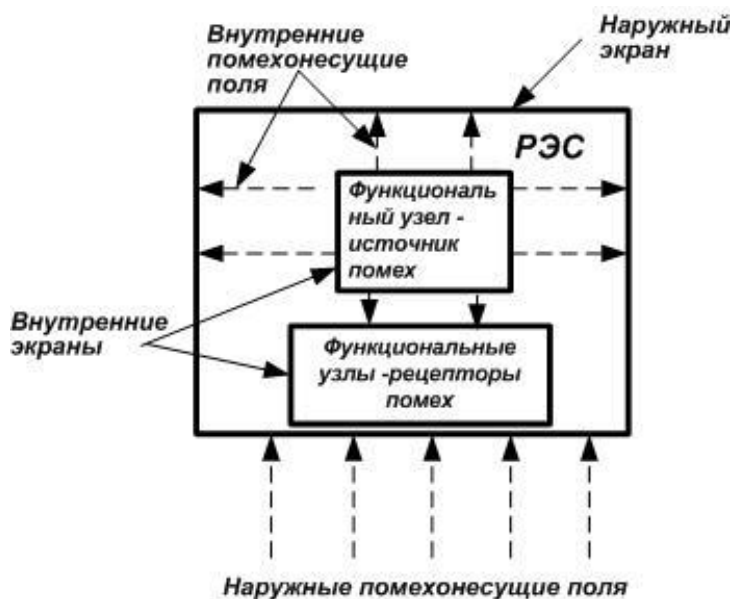 Внутренние
помехонесущие
поля
Наружный
экран
РЭС
Функциональ
ный узел -
источник
помех
Внутренние
экраны
Функциональные
узлы -рецепторы
помех
Наружные помехонесущие поля